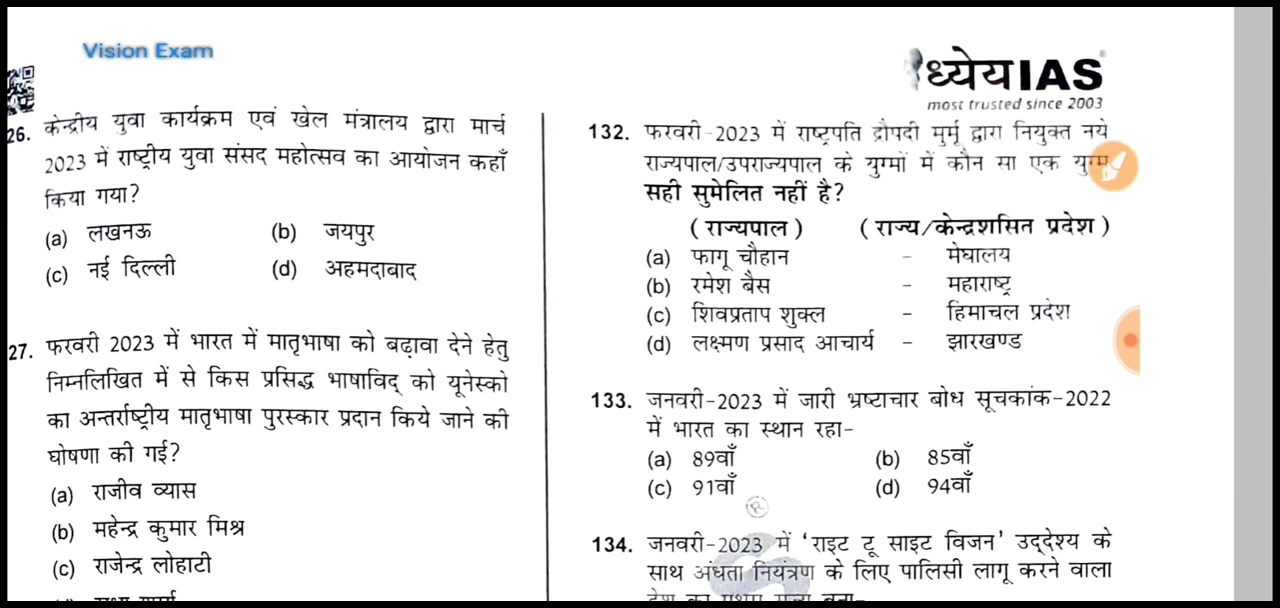 Vision Exam
ध्येय IAS
most trusted since 2003
26. केन्द्रीय युवा कार्यक्रम एवं खेल मंत्रालय द्वारा मार्च
2023 में राष्ट्रीय युवा संसद महोत्सव का आयोजन कहाँ
किया गया?
(a) लखनऊ (b) जयपुर
(c) नई दिल्ली (d) अहमदाबाद
27. फरवरी 2023 में भारत में मातृभाषा को बढ़ावा देने हेतु
निम्नलिखित में से किस प्रसिद्ध भाषाविद् को यूनेस्को
का अन्तर्राष्ट्रीय मातृभाषा पुरस्कार प्रदान किये जाने की
घोषणा की गई?
(a) राजीव व्यास
(b) महेन्द्र कुमार मिश्र
(c) राजेन्द्र लोहाटी
132. फरवरी-2023 में राष्ट्रपति द्रौपदी मुर्मू द्वारा नियुक्त नये
राज्यपाल/उपराज्यपाल के युग्मों में कौन सा एक युग्म
सही सुमेलित नहीं है?
(राज्यपाल) (राज्य/केन्द्रशसित प्रदेश)
(a) फागू चौहान - मेघालय
(b) रमेश बैस - महाराष्ट्र
(c) शिवप्रताप शुक्ल - हिमाचल प्रदेश
(d) लक्ष्मण प्रसाद आचार्य - झारखण्ड
133. जनवरी-2023 में जारी भ्रष्टाचार बोध सूचकांक-2022
में भारत का स्थान रहा-
(a) 89वाँ (b) 85वाँ
(c) 91वाँ (d) 94वाँ
134. जनवरी-2023 में 'राइट टू साइट विजन' उद्देश्य के
साथ अंधता नियंत्रण के लिए पालिसी लागू करने वाला